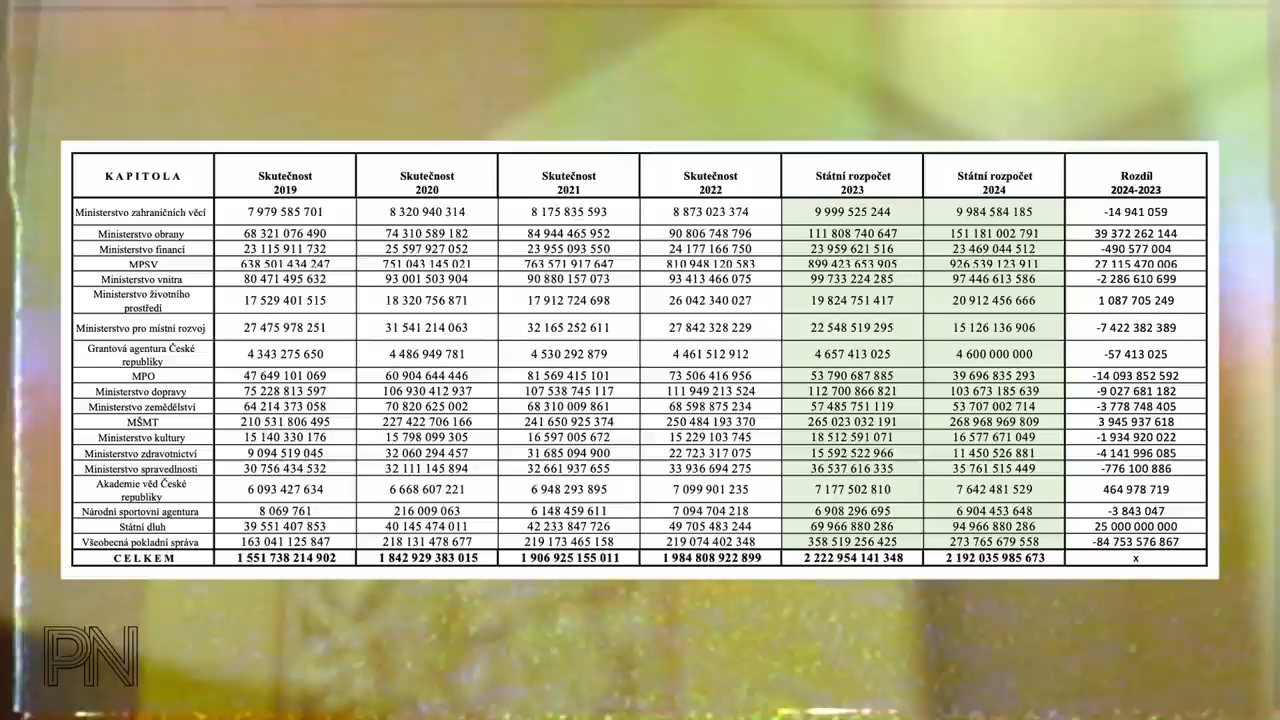 K A P I T O L A Skutečnost 2019 Skutečnost 2020 Skutečnost 2021 Skutečnost 2022 Státní rozpočet 2023 Státní rozpočet 2024 Rozdíl 2024-2023
Ministerstvo zahraničních věcí 7 979 585 701 8 320 940 314 8 175 835 593 8 873 023 374 9 999 525 244 9 984 584 185 -14 941 059
Ministerstvo obrany 68 321 076 490 74 310 589 182 84 944 465 952 90 806 748 796 111 808 740 647 151 181 002 791 39 372 262 144
Ministerstvo financí 23 115 911 732 25 597 927 052 23 955 093 550 24 177 166 750 23 959 621 516 23 469 044 512 -490 577 004
MPSV 638 501 434 247 751 043 145 021 763 571 917 647 810 948 120 583 899 423 653 905 926 539 123 911 27 115 470 006
Ministerstvo vnitra 80 471 495 632 93 001 503 904 90 880 157 073 93 413 466 075 99 733 224 285 97 446 613 586 -2 286 610 699
Ministerstvo životního prostředí 17 529 401 515 18 320 756 871 17 912 724 698 26 042 340 027 19 824 751 417 20 912 456 666 1 087 705 249
Ministerstvo pro místní rozvoj 27 475 978 251 31 541 214 063 32 165 252 611 27 842 328 229 22 548 519 295 15 126 136 906 -7 422 382 389
Grantová agentura České republiky 4 343 275 650 4 486 949 781 4 530 292 879 4 461 512 912 4 657 413 025 4 600 000 000 -57 413 025
MPO 47 649 101 069 60 904 644 446 81 569 415 101 73 506 416 956 53 790 687 885 39 696 835 293 -14 093 852 592
Ministerstvo dopravy 75 228 813 597 106 930 412 937 107 538 745 117 111 949 213 524 112 700 866 821 103 673 185 639 -9 027 681 182
Ministerstvo zemědělství 64 214 373 058 70 820 625 002 68 310 009 861 68 598 875 234 57 485 751 119 53 707 002 714 -3 778 748 405
MŠMT 210 531 806 495 227 422 706 166 241 650 925 374 250 484 193 370 265 023 032 191 268 968 969 809 3 945 937 618
Ministerstvo kultury 15 140 330 176 15 798 099 305 16 597 005 672 15 229 103 745 18 512 591 071 16 577 671 049 -1 934 920 022
Ministerstvo zdravotnictví 9 094 519 045 32 060 294 457 31 685 094 900 22 723 317 075 15 592 522 966 11 450 526 881 -4 141 996 085
Ministerstvo spravedlnosti 30 756 434 532 32 111 145 894 32 661 937 655 33 936 694 275 36 537 616 335 35 761 515 449 -776 100 886
Akademie věd České republiky 6 093 427 634 6 668 607 221 6 948 293 895 7 099 901 235 7 177 502 810 7 642 481 529 464 978 719
Národní sportovní agentura 8 069 761 216 009 063 6 148 459 611 7 094 704 218 6 908 296 695 6 904 453 648 -3 843 047
Státní dluh 39 551 407 853 40 145 474 011 42 233 847 726 49 705 483 244 69 966 880 286 94 966 880 286 25 000 000 000
Všeobecná pokladní správa 163 041 125 847 218 131 478 677 219 173 465 158 219 074 402 348 358 519 256 425 273 765 679 558 -84 753 576 867
C E L K E M 1 551 738 214 902 1 842 929 383 015 1 906 925 155 011 1 984 808 922 899 2 222 954 141 348 2 192 035 985 673 x
PN